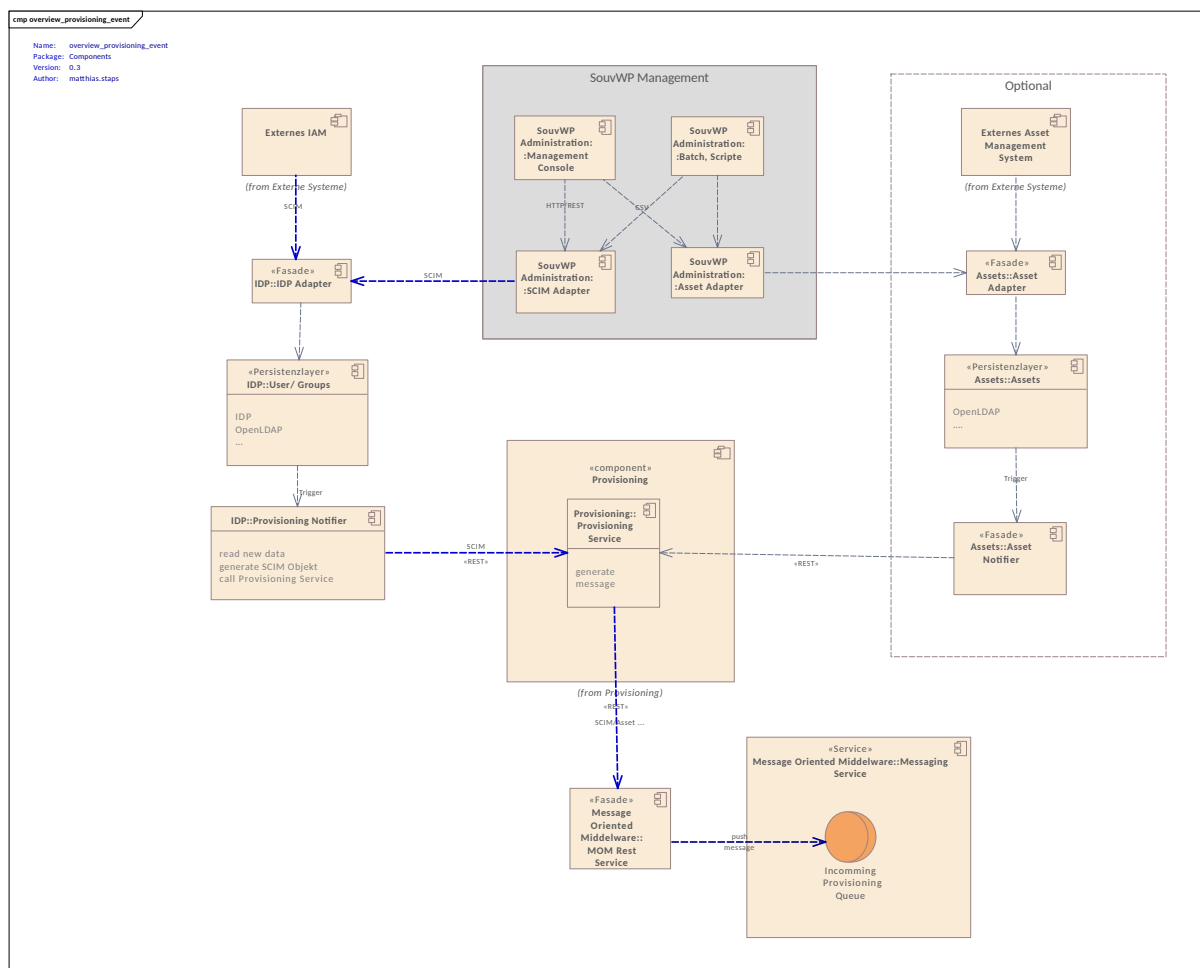 cmp overview_provisioning_event
Name: overview_provisioning_event
Package: Components
Version: 0.3
Author: matthias.staps
SouvWP Management
Optional
Externes IAM
(from Externe Systeme)
SCIM
SouvWP
Administration:
:Management
Console
SouvWP
Administration:
:Batch, Scripte
Externes Asset
Management
System
(from Externe Systeme)
HTTP/REST
CSV
«Fasade»
IDP::IDP Adapter
SCIM
SouvWP
Administration:
:SCIM Adapter
SouvWP
Administration:
:Asset Adapter
«Fasade»
Assets::Asset
Adapter
«Persistenzlayer»
IDP::User/ Groups
IDP
OpenLDAP
...
«Persistenzlayer»
Assets::Assets
OpenLDAP
....
Trigger
Trigger
«component»
Provisioning
IDP::Provisioning Notifier
read new data
generate SCIM Objekt
call Provisioning Service
SCIM
«REST»
Provisioning::
Provisioning
Service
generate
message
«REST»
«Fasade»
Assets::Asset
Notifier
(from Provisioning)
«REST»
SCIM/Asset ...
«Service»
Message Oriented Middelware::Messaging
Service
«Fasade»
Message
Oriented
Middelware::
MOM Rest
Service
push
message
Incomming
Provisioning
Queue